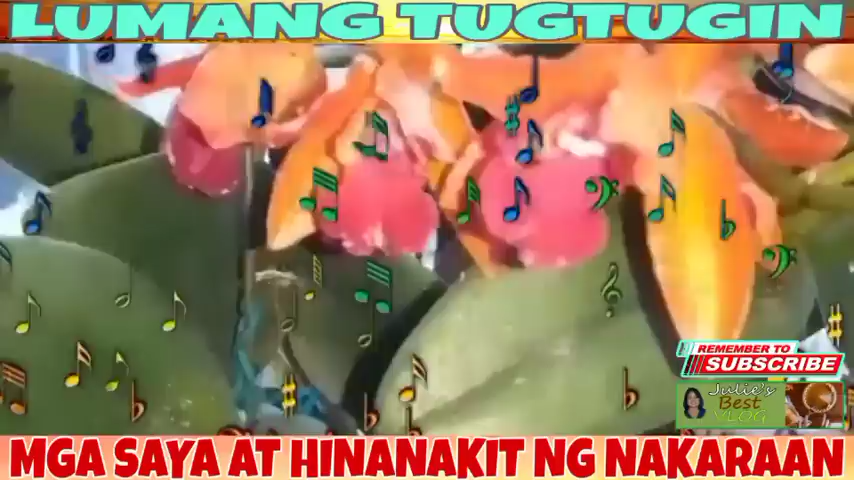 LUMANG TUGTUGIN
REMEMBER TO
SUBSCRIBE
Julie's
Best
VLOG
MGA SAYA AT HINANAKIT NG NAKARAAN